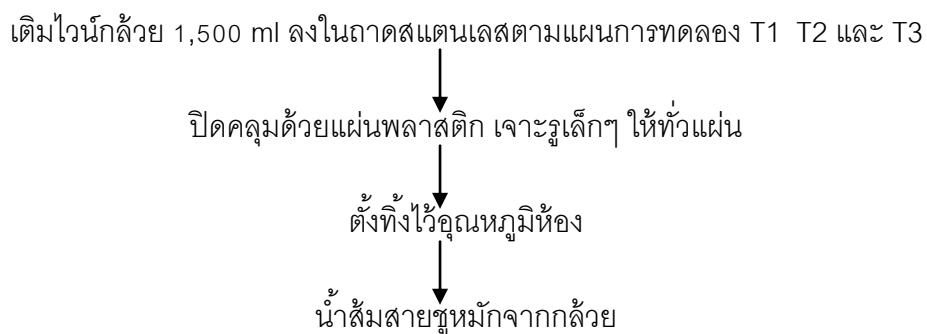 เติมไวน์กล้วย 1,500 ml ลงในถาดสแตนเลสตามแผนการทดลอง T1 T2 และ T3
ปิดคลุมด้วยแผ่นพลาสติก เจาะรูเล็กๆ ให้ทั่วแผ่น
ตั้งทิ้งไว้อุณหภูมิห้อง
น้ำส้มสายชูหมักจากกล้วย